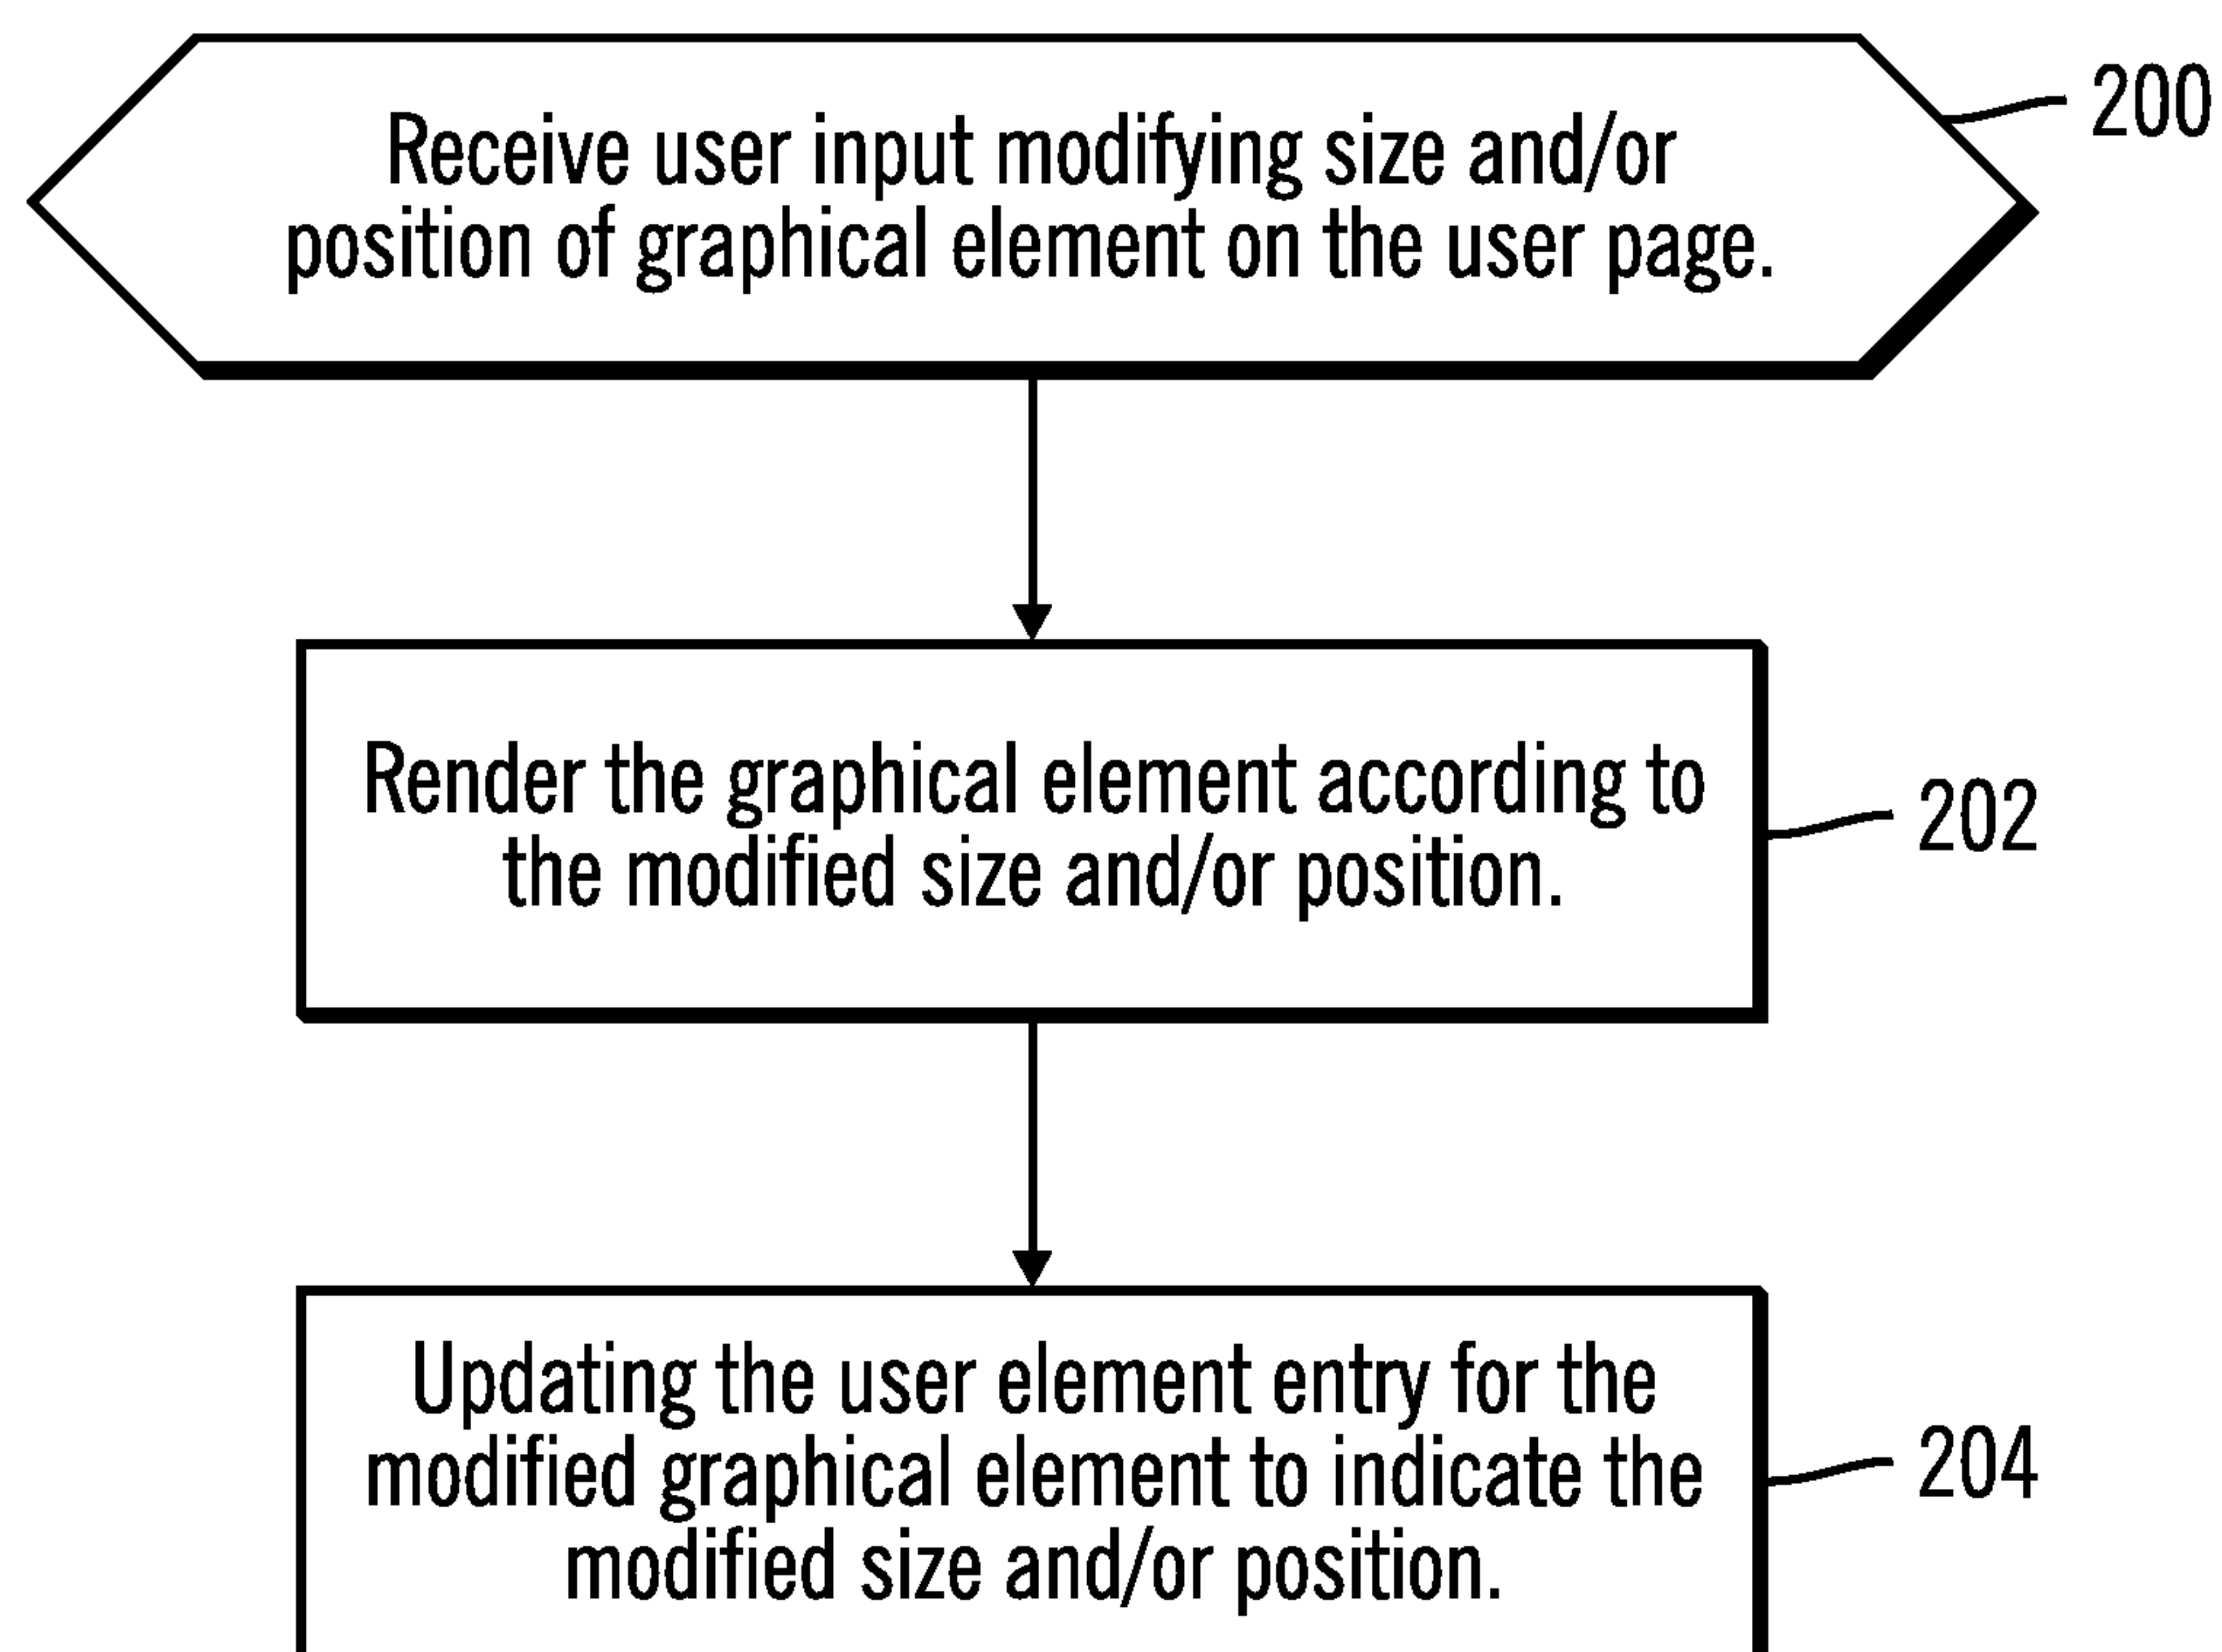 Receive user input modifying size and/or
position of graphical element on the user page.
200
Render the graphical element according to
the modified size and/or position.
202
Updating the user element entry for the
modified graphical element to indicate the
modified size and/or position.
204